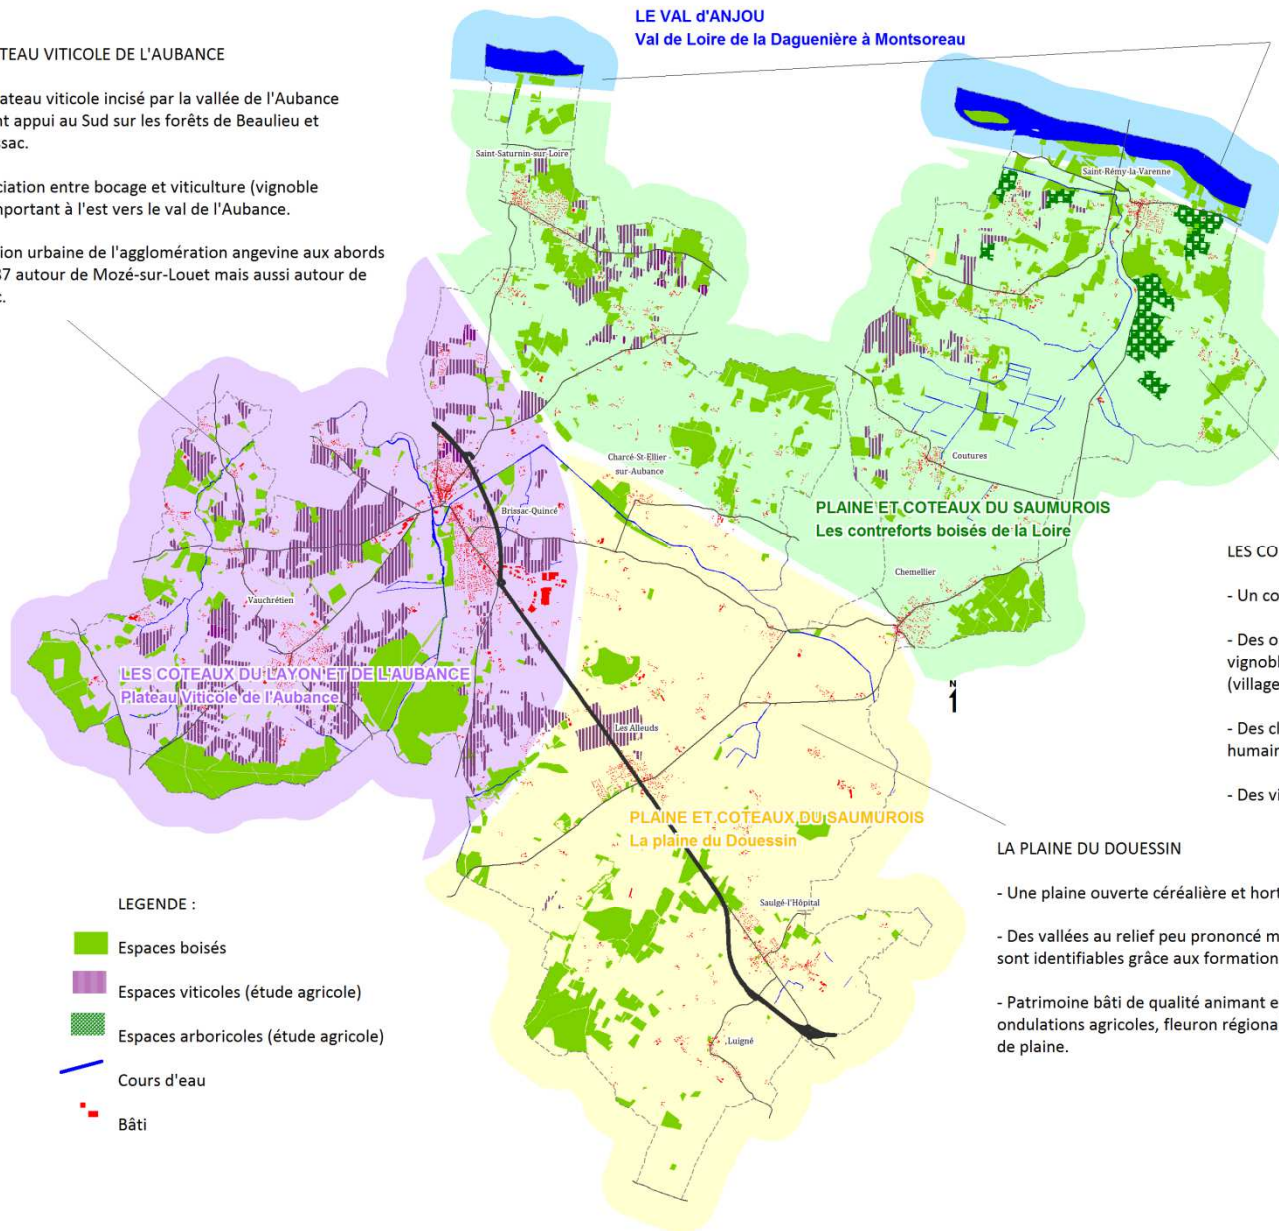 LE VAL d'ANJOU
Val de Loire de la Daguenière à Montsoreau
TEAU VITICOLE DE L'AUBANCE
ateau viticole incisé par la vallée de l'Aubance
nt appui au Sud sur les forêts de Beaulieu et
ssac.
ciation entre bocage et viticulture (vignoble
nportant à l'est vers le val de l'Aubance.
ion urbaine de l'agglomération angevine aux abords
87 autour de Mozé-sur-Louet mais aussi autour de
c.
Saint-Saturnin-sur-Loire
Saint-Rémy-la-Varenne
Charcé-St-Ellier
sur-Aubance
Coutures
Brissac-Quincé
PLAINE ET COTEAUX DU SAUMUROIS
Les contreforts boisés de la Loire
Chemellier
Vauchrétien
LES COTEAUX DU LAYON ET DE L'AUBANCE
Plateau Viticole de l'Aubance
N
LES CO
- Un co
- Des o
vignobl
(village
- Des cl
humain
- Des vi
Les Alleuds
PLAINE ET COTEAUX DU SAUMUROIS
La plaine du Douessin
Saulgé-l'Hôpital
Luigné
LA PLAINE DU DOUESSIN
- Une plaine ouverte céréalière et hort
- Des vallées au relief peu prononcé m
sont identifiables grâce aux formation
- Patrimoine bâti de qualité animant e
ondulations agricoles, fleuron régiona
de plaine.
LEGENDE :
Espaces boisés
Espaces viticoles (étude agricole)
Espaces arboricoles (étude agricole)
Cours d'eau
Bâti